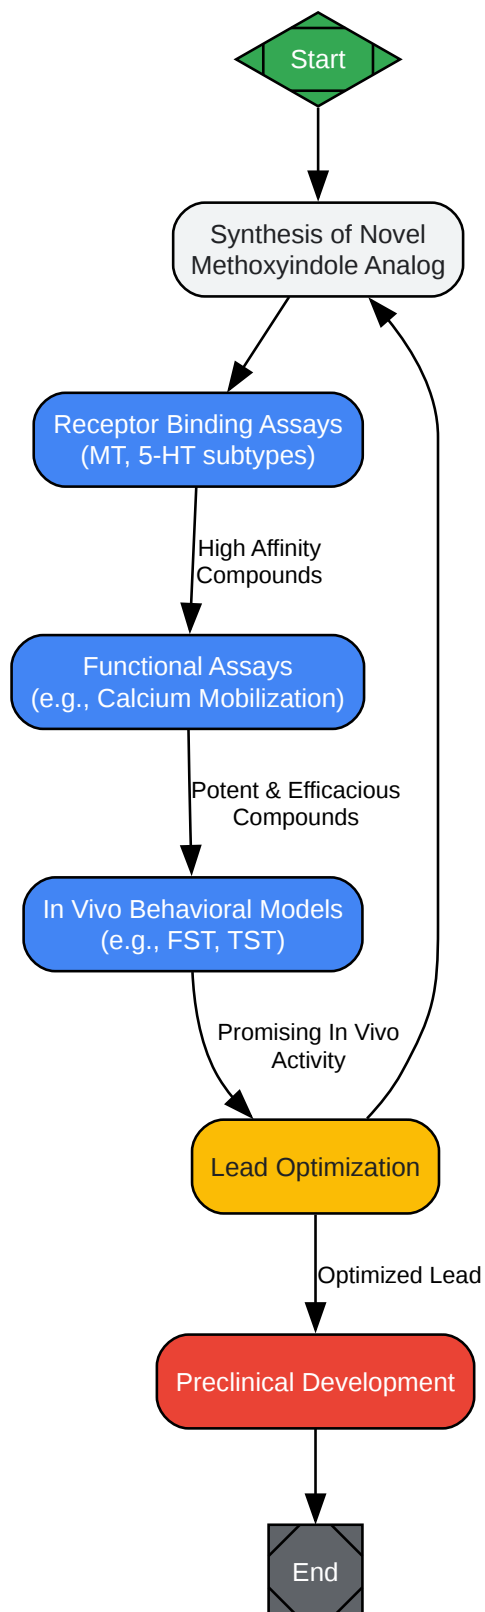 Start
Synthesis of Novel
Methoxyindole Analog
Receptor Binding Assays
(MT, 5-HT subtypes)
High Affinity
Compounds
Functional Assays
(e.g., Calcium Mobilization)
Potent & Efficacious
Compounds
In Vivo Behavioral Models
(e.g., FST, TST)
Promising In Vivo
Activity
Lead Optimization
Optimized Lead
Preclinical Development
End